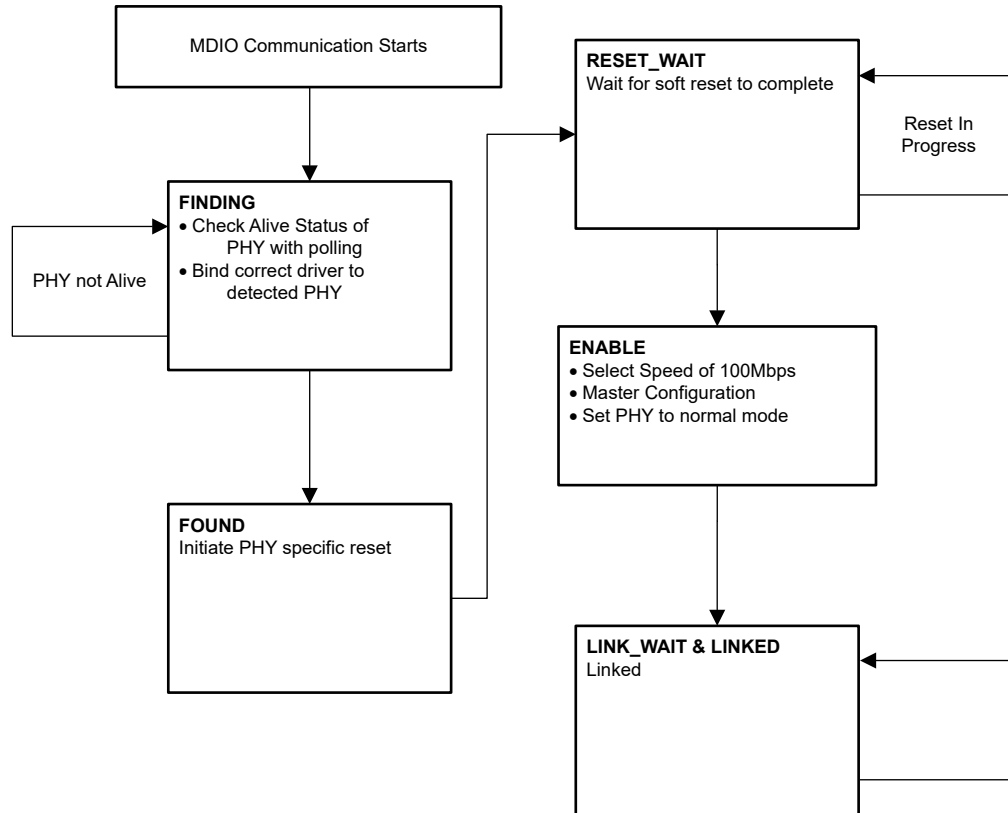 MDIO Communication Starts
FINDING
• Check Alive Status of
PHY with polling
• Bind correct driver to
detected PHY
PHY not Alive
FOUND
Initiate PHY specific reset
RESET_WAIT
Wait for soft reset to complete
Reset In
Progress
ENABLE
• Select Speed of 100Mbps
• Master Configuration
• Set PHY to normal mode
LINK_WAIT & LINKED
Linked